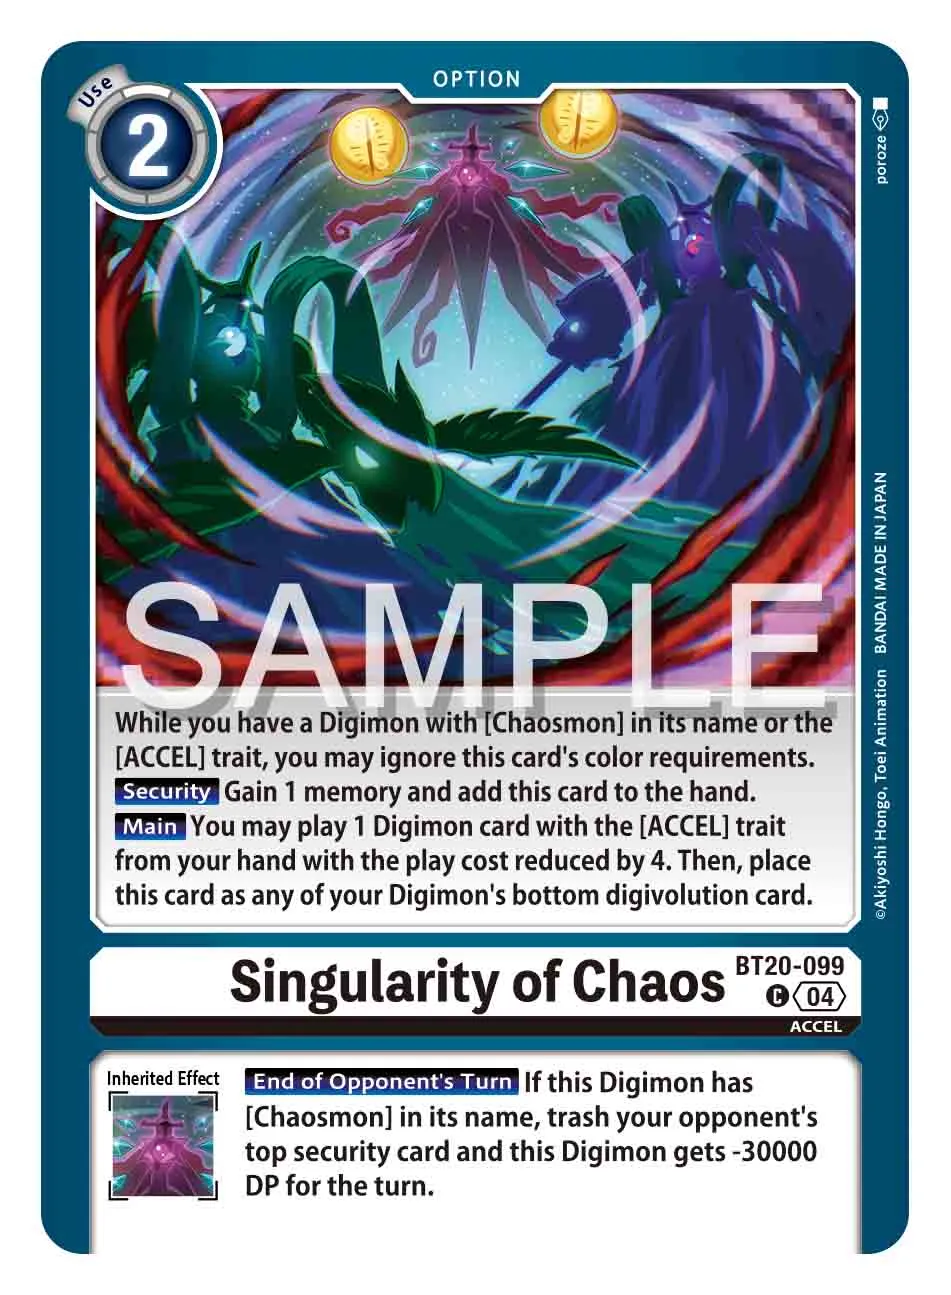 OPTION
Use
2
poroze
SAMPLE
While you have a Digimon with [Chaosmon] in its name or the
[ACCEL] trait, you may ignore this card's color requirements.
Security Gain 1 memory and add this card to the hand.
Main You may play 1 Digimon card with the [ACCEL] trait
from your hand with the play cost reduced by 4. Then, place
this card as any of your Digimon's bottom digivolution card.
©Akiyoshi Hongo, Toei Animation BANDAI MADE IN JAPAN
Singularity of Chaos
BT20-099
C 04
ACCEL
Inherited Effect
End of Opponent's Turn If this Digimon has
[Chaosmon] in its name, trash your opponent's
top security card and this Digimon gets -30000
DP for the turn.